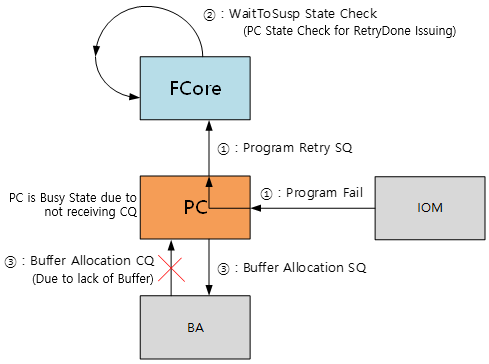 ② : WaitToSusp State Check
(PC State Check for RetryDone Issuing)
FCore
① : Program Retry SQ
PC is Busy State due to
not receiving CQ
PC
① : Program Fail
IOM
③ : Buffer Allocation CQ
(Due to lack of Buffer)
③ : Buffer Allocation SQ
BA